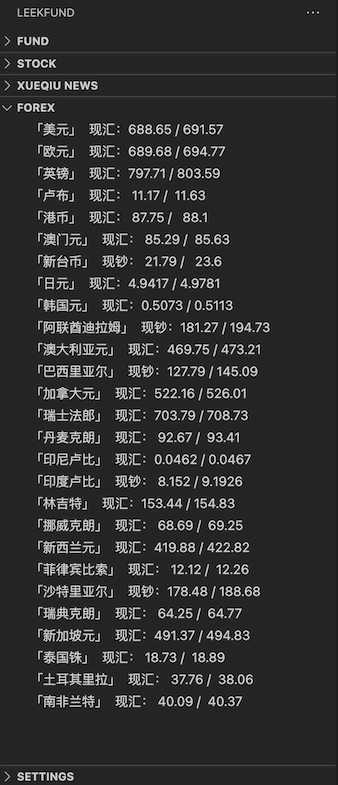 LEEKFUND ···
FUND
STOCK
XUEQIU NEWS
FOREX
「美元」 现汇：688.65 / 691.57
「欧元」 现汇：689.68 / 694.77
「英镑」 现汇：797.71 / 803.59
「卢布」 现汇： 11.17 / 11.63
「港币」 现汇： 87.75 / 88.1
「澳门元」 现汇： 85.29 / 85.63
「新台币」 现钞： 21.79 / 23.6
「日元」 现汇：4.9417 / 4.9781
「韩国元」 现汇：0.5073 / 0.5113
「阿联酋迪拉姆」 现钞：181.27 / 194.73
「澳大利亚元」 现汇：469.75 / 473.21
「巴西里亚尔」 现钞：127.79 / 145.09
「加拿大元」 现汇：522.16 / 526.01
「瑞士法郎」 现汇：703.79 / 708.73
「丹麦克朗」 现汇： 92.67 / 93.41
「印尼卢比」 现汇：0.0462 / 0.0467
「印度卢比」 现钞： 8.152 / 9.1926
「林吉特」 现汇：153.44 / 154.83
「挪威克朗」 现汇： 68.69 / 69.25
「新西兰元」 现汇：419.88 / 422.82
「菲律宾比索」 现汇： 12.12 / 12.26
「沙特里亚尔」 现钞：178.48 / 188.68
「瑞典克朗」 现汇： 64.25 / 64.77
「新加坡元」 现汇：491.37 / 494.83
「泰国铢」 现汇： 18.73 / 18.89
「土耳其里拉」 现汇： 37.76 / 38.06
「南非兰特」 现汇： 40.09 / 40.37
SETTINGS